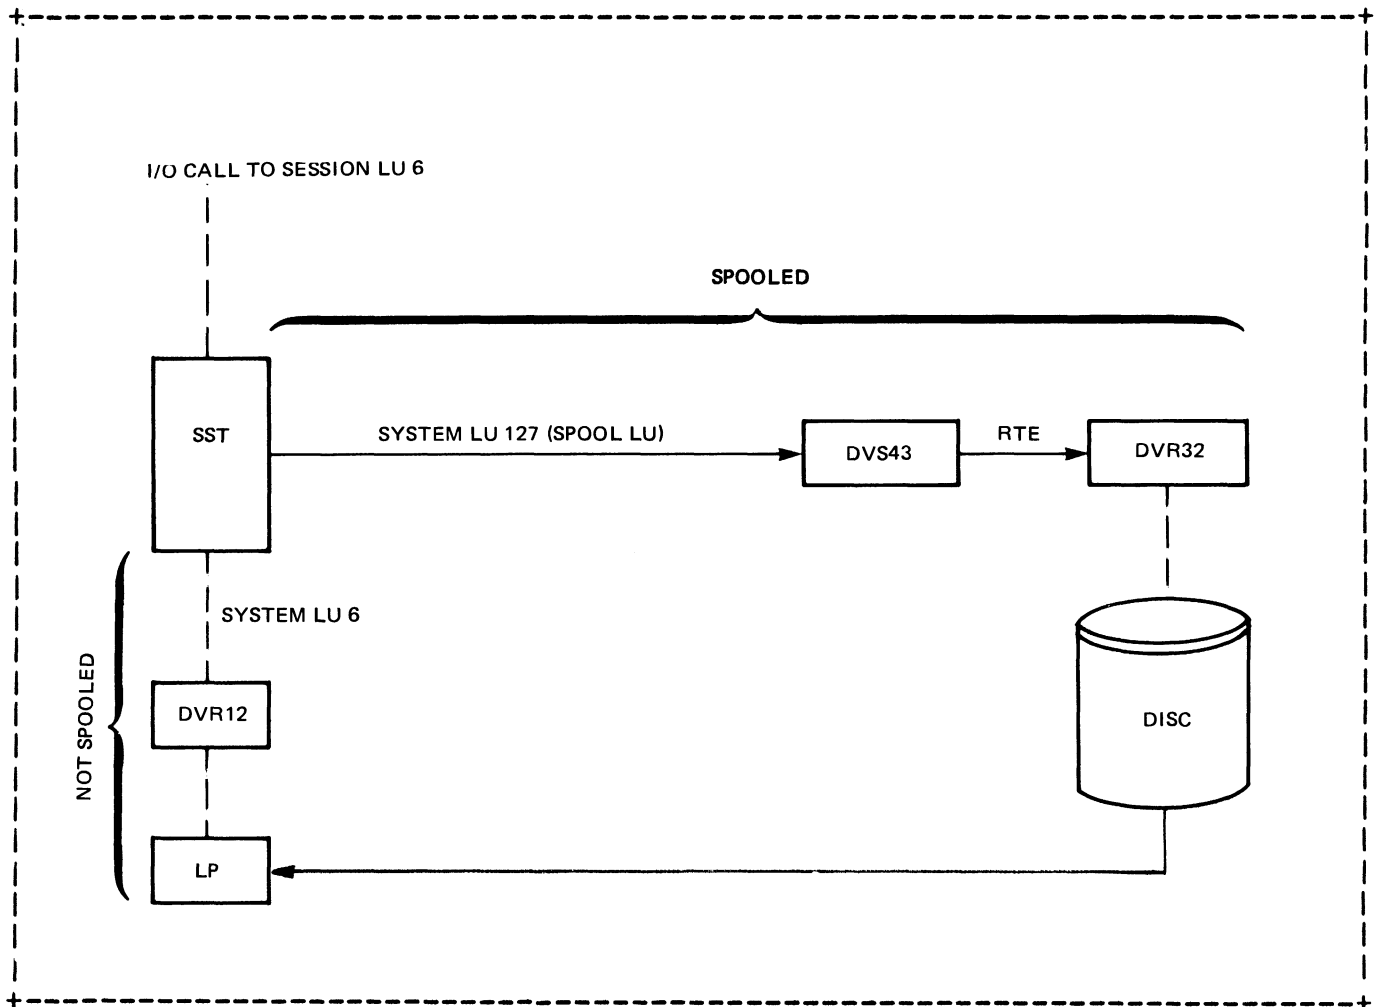 I/O CALL TO SESSION LU 6
SPOOLED
SST
SYSTEM LU 127 (SPOOL LU)
DVS43
RTE
DVR32
SYSTEM LU 6
NOT SPOOLED
DVR12
DISC
LP